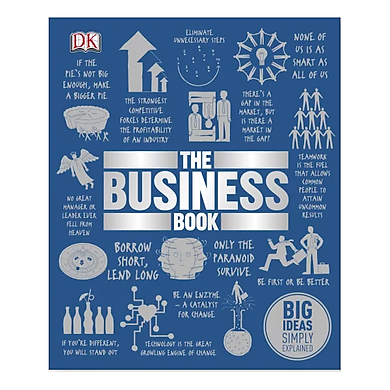 DK
ELIMINATE
UNNECESSARY STEPS
NONE OF
US IS AS
SMART AS
ALL OF US
IF THE
PIE'S NOT BIG
ENOUGH, MAKE
A BIGGER PIE.
THE STRONGEST
COMPETITIVE
FORCES DETERMINE
THE PROFITABILITY
OF AN INDUSTRY
THERE'S A
GAP IN THE
MARKET, BUT
IS THERE A
MARKET IN
THE GAP?
THE
BUSINESS
BOOK
TEAMWORK IS THE
FUEL THAT ALLOWS
COMMON
PEOPLE TO
ATTAIN
UNCOMMON
RESULTS
NO GREAT
MANAGER OR
LEADER EVER
FELL FROM
HEAVEN
BORROW
SHORT,
LEND LONG
ONLY THE
PARANOID
SURVIVE
BE FIRST OR BE BETTER
BE AN ENZYME
– A CATALYST
FOR CHANGE
BIG
IDEAS
SIMPLY
EXPLAINED
IF YOU'RE DIFFERENT,
YOU WILL STAND OUT
TECHNOLOGY IS THE GREAT
GROWLING ENGINE OF CHANGE